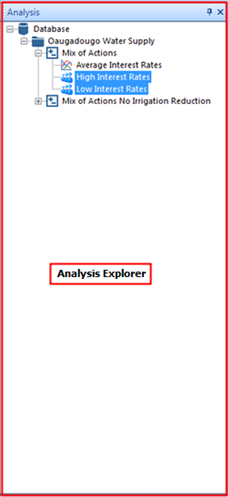 Analysis
Database
Oaugadougo Water Supply
Mix of Actions
Average Interest Rates
High Interest Rates
Low Interest Rates
Mix of Actions No Irrigation Reduction
Analysis Explorer